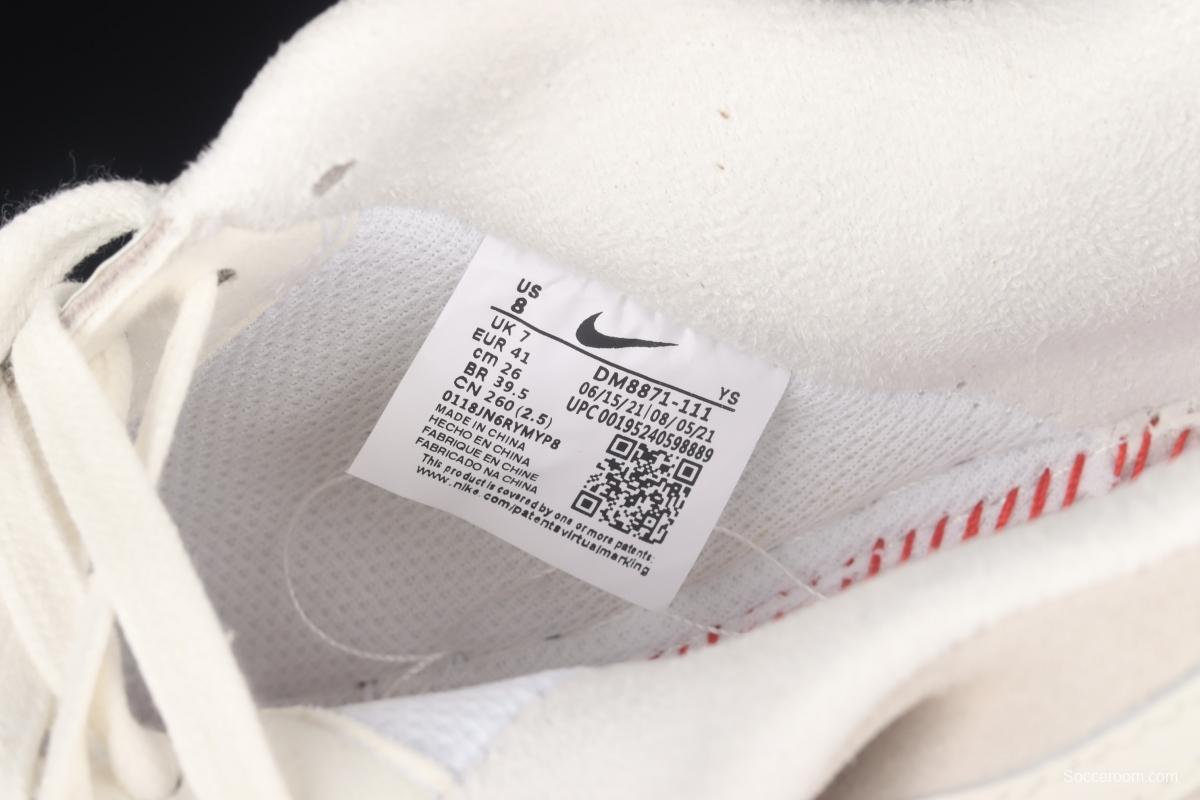 US
8
UK 7
EUR 41
cm 26
BR 39.5
CN 260 (2.5)
0118JN6RYMYP8
MADE IN CHINA
HECHO EN CHINA
FABRIQUE EN CHINE
FABRICADO NA CHINA
YS
DM8871-111
06/15/21|08/05/21
UPC 00195240598889
This product is covered by one or more patents:
www.nike.com/patentsvirtualmarking
Socceroom.com